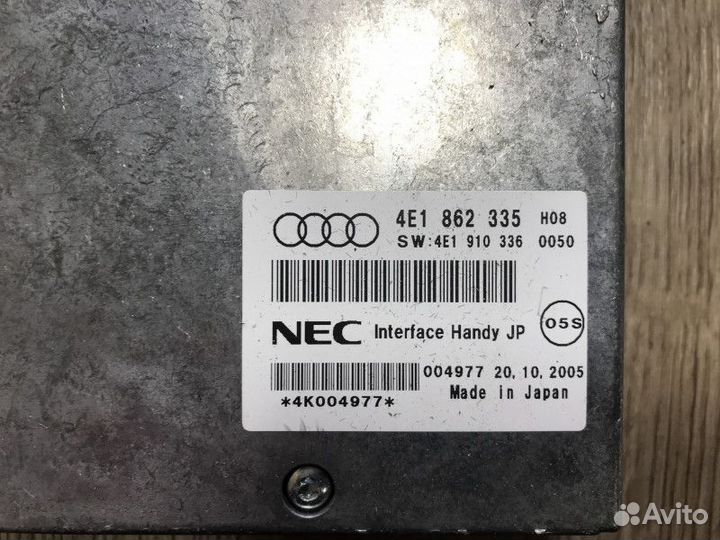 4E1 862 335 H08
SW:4E1 910 336 0050
NEC Interface Handy JP 05S
004977 20.10.2005
*4K004977* Made in Japan
Avito